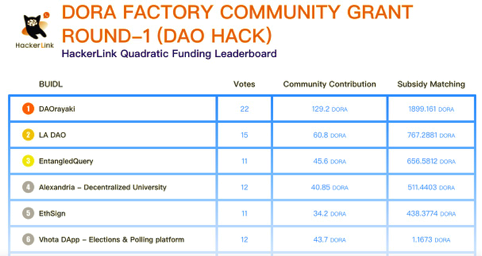 DORA FACTORY COMMUNITY GRANT
ROUND-1 (DAO HACK)
HackerLink
HackerLink Quadratic Funding Leaderboard
BUIDL Votes Community Contribution Subsidy Matching
1 DAOrayaki 22 129.2 DORA 1899.161 DORA
2 LA DAO 15 60.8 DORA 767.2881 DORA
3 EntangledQuery 11 45.6 DORA 656.5812 DORA
4 Alexandria - Decentralized University 12 40.85 DORA 511.4403 DORA
5 EthSign 11 34.2 DORA 438.3774 DORA
6 Vhota DApp - Elections & Polling platform 12 43.7 DORA 1.1673 DORA